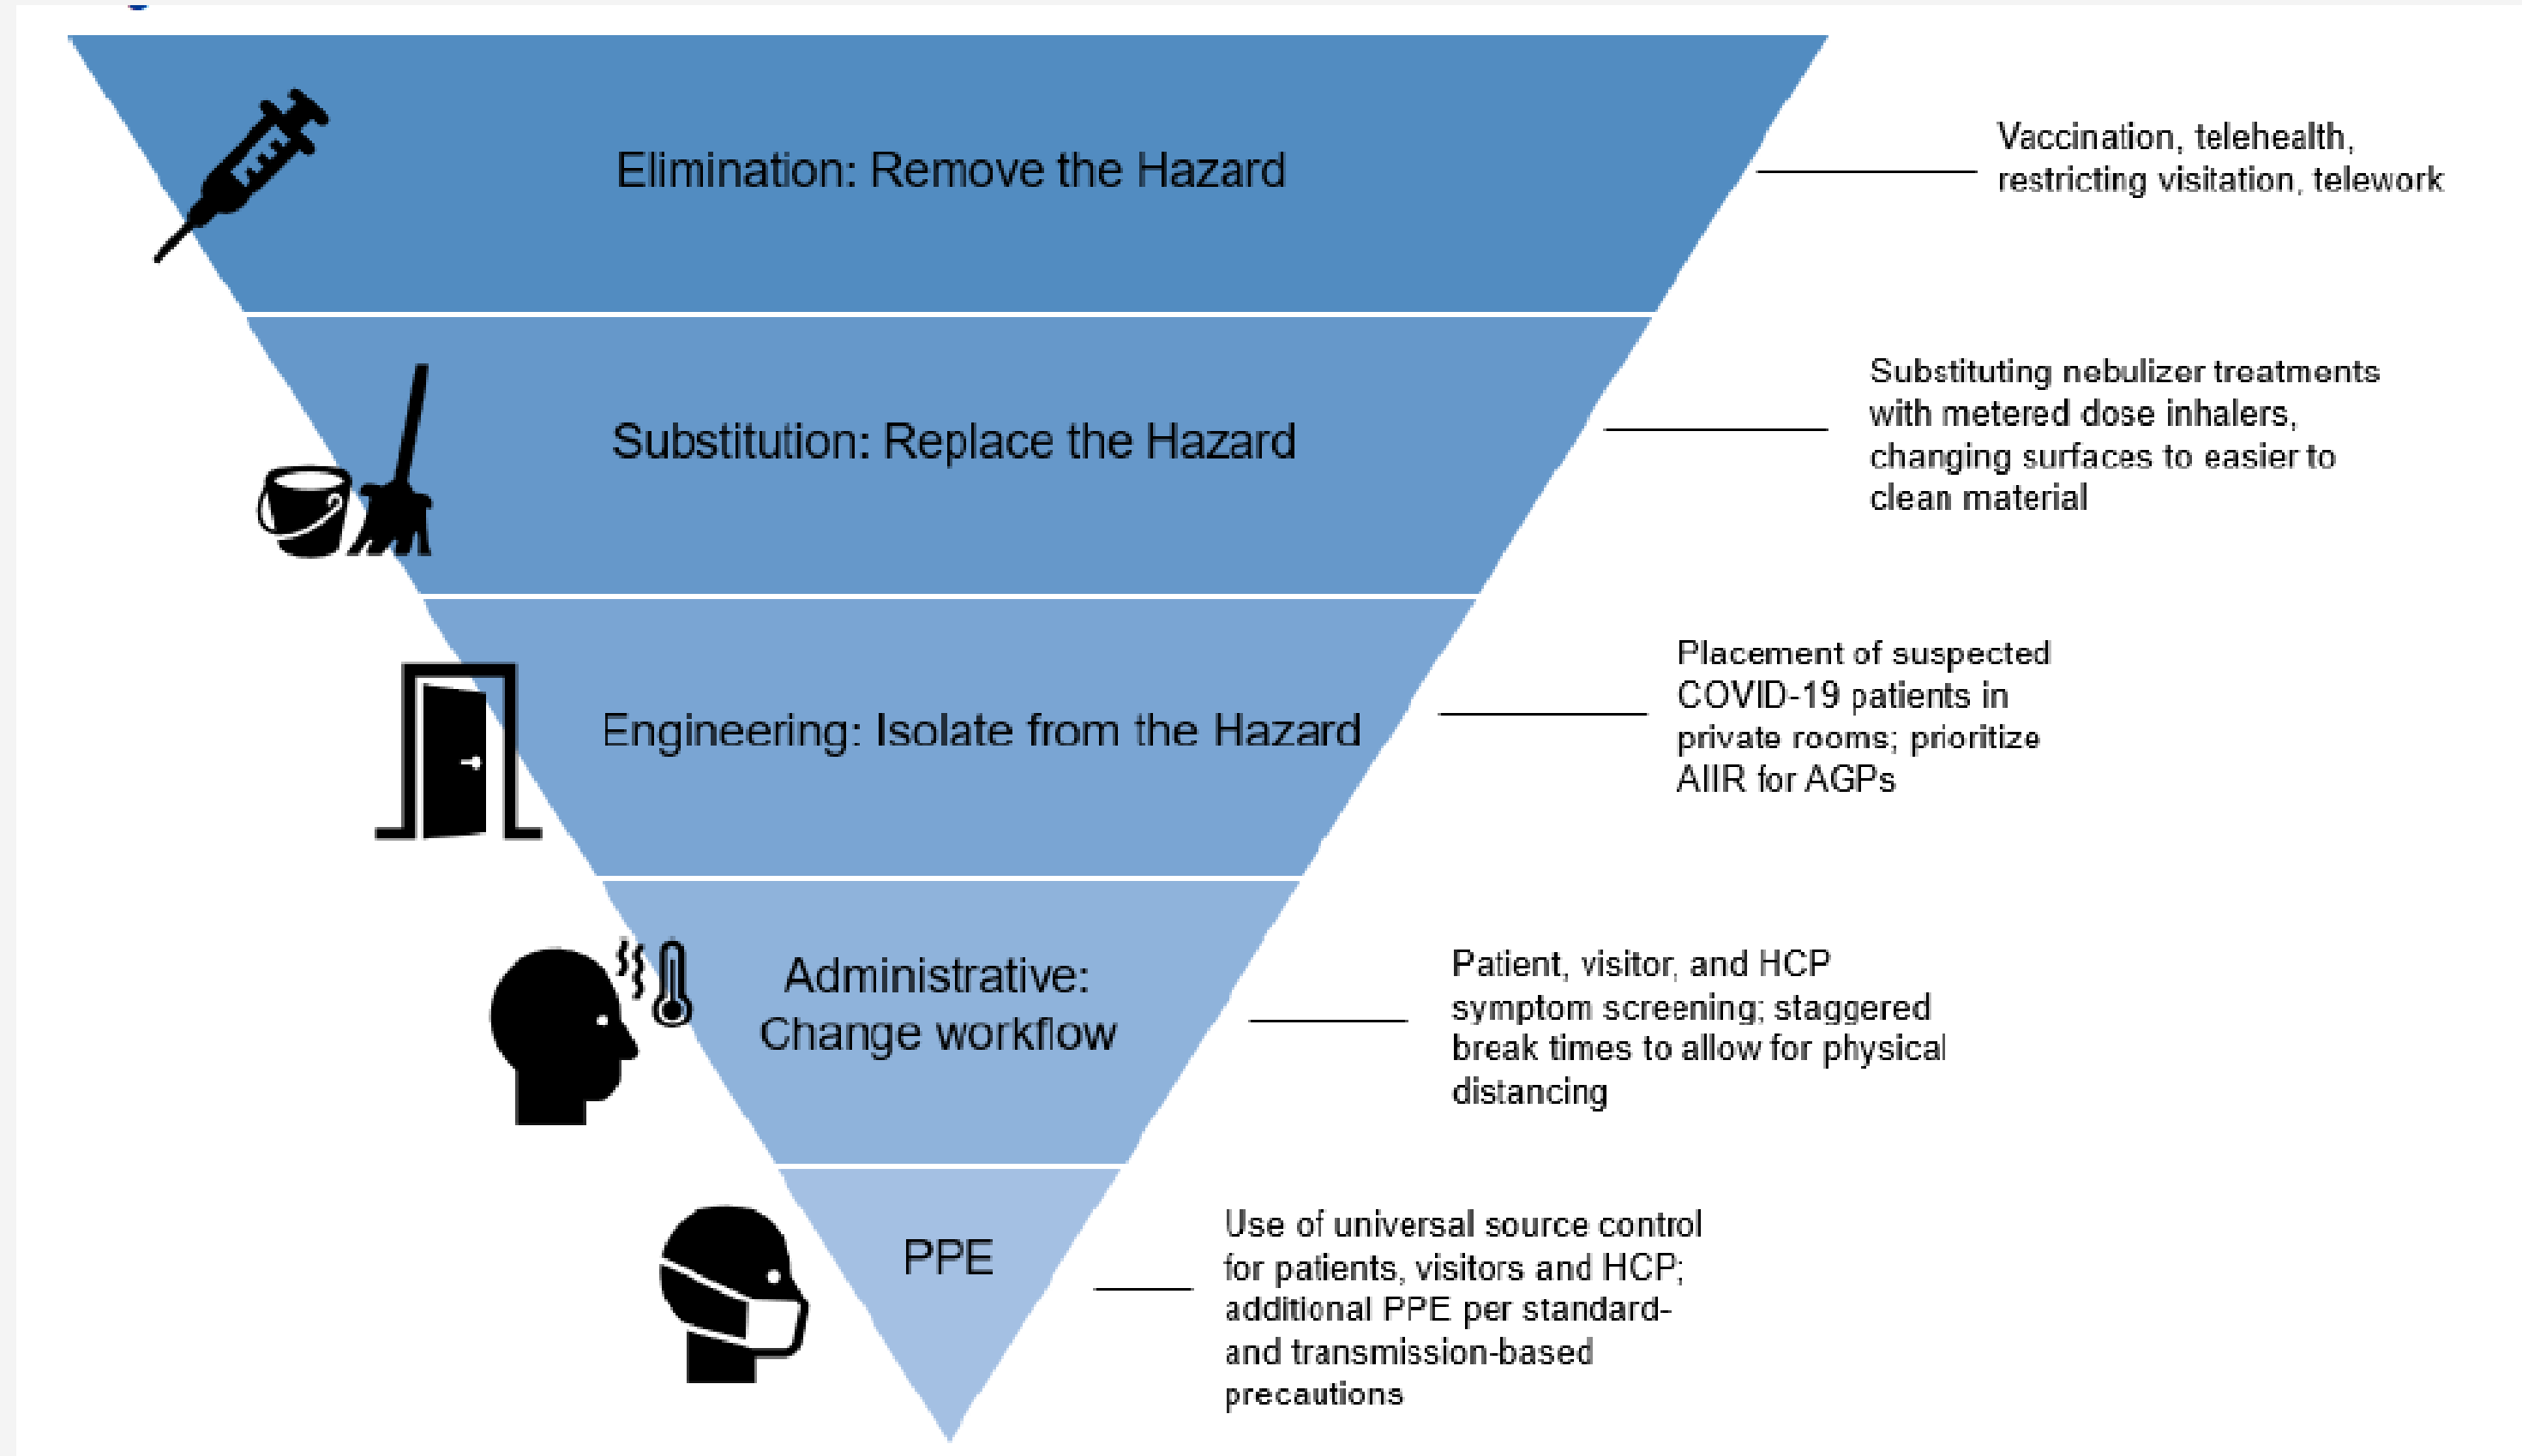 Elimination: Remove the Hazard
Vaccination, telehealth,
restricting visitation, telework
Substitution: Replace the Hazard
Substituting nebulizer treatments
with metered dose inhalers,
changing surfaces to easier to
clean material
Engineering: Isolate from the Hazard
Placement of suspected
COVID-19 patients in
private rooms; prioritize
AIIR for AGPs
Administrative:
Change workflow
Patient, visitor, and HCP
symptom screening; staggered
break times to allow for physical
distancing
PPE
Use of universal source control
for patients, visitors and HCP;
additional PPE per standard-
and transmission-based
precautions